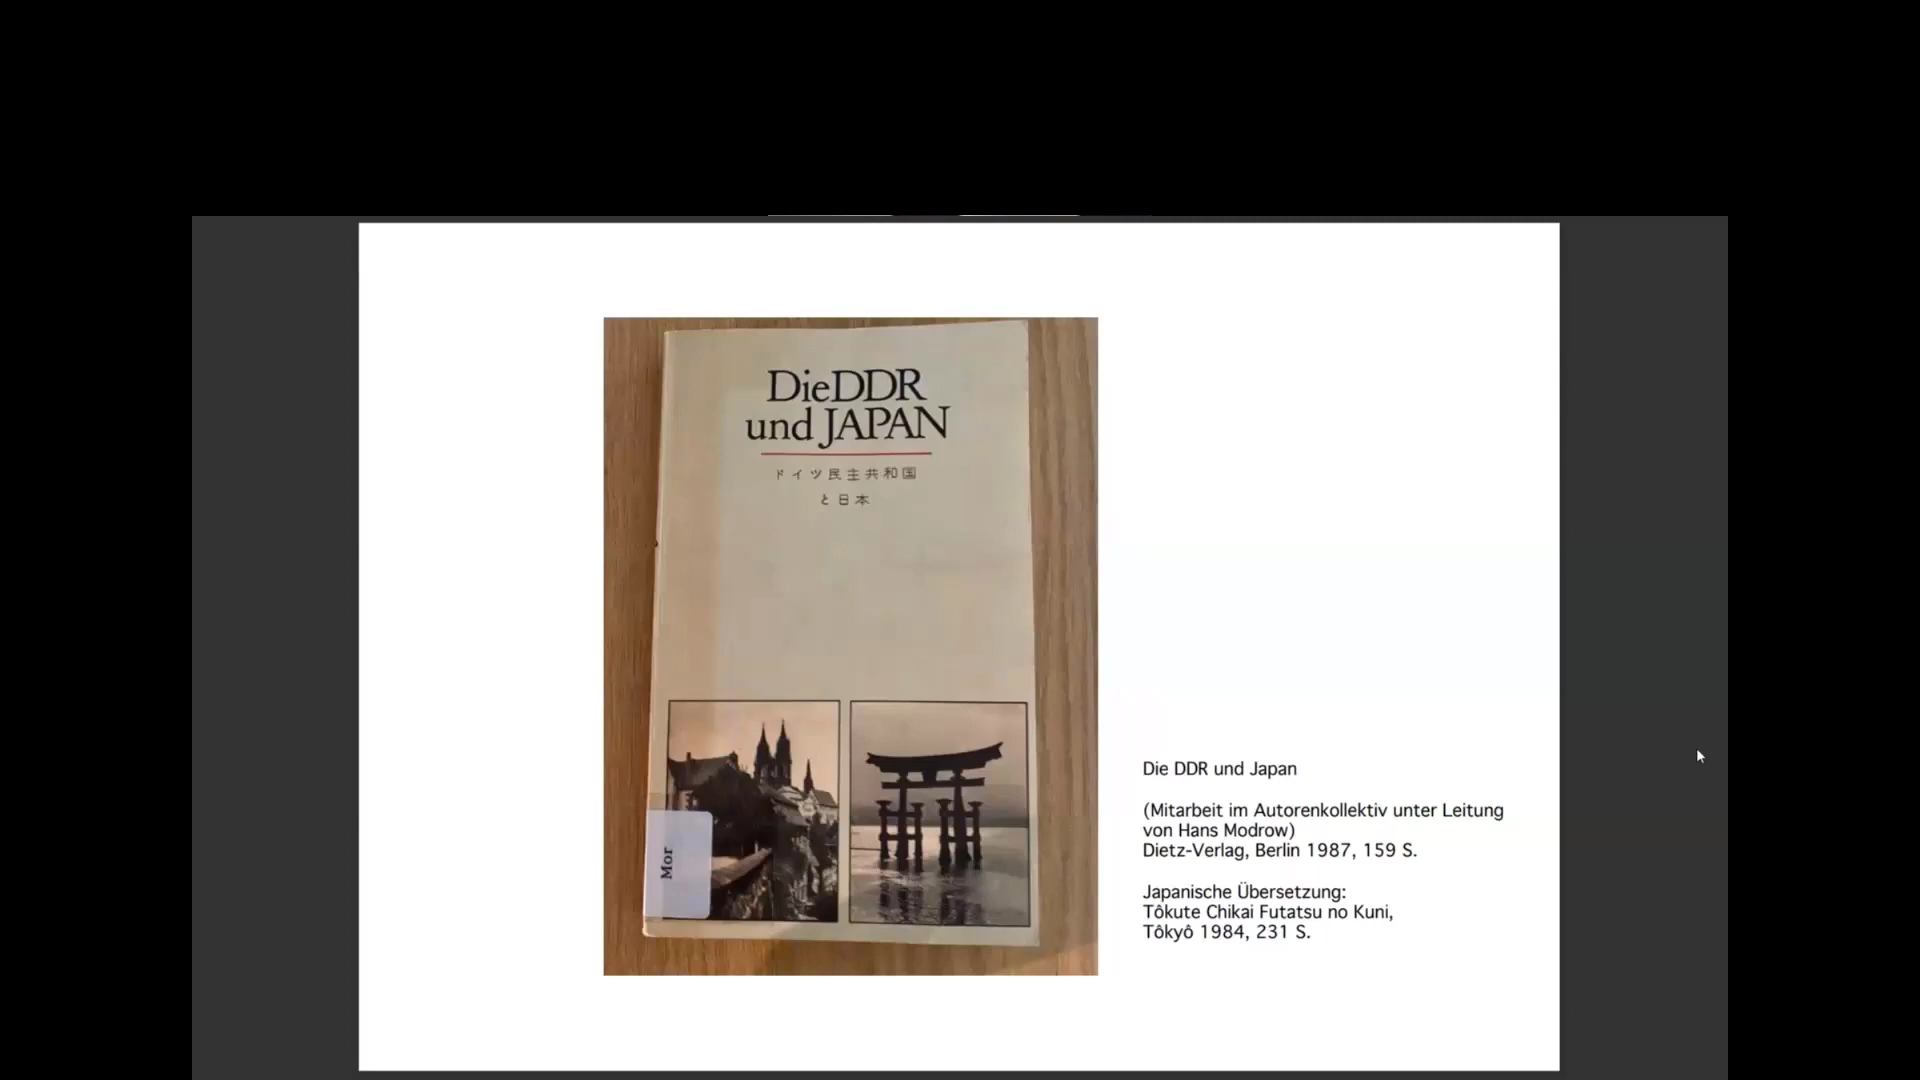 Die DDR
und JAPAN
ドイツ民主共和国
と日本
Mor
Die DDR und Japan
(Mitarbeit im Autorenkollektiv unter Leitung
von Hans Modrow)
Dietz-Verlag, Berlin 1987, 159 S.
Japanische Übersetzung:
Tôkute Chikai Futatsu no Kuni,
Tôkyô 1984, 231 S.